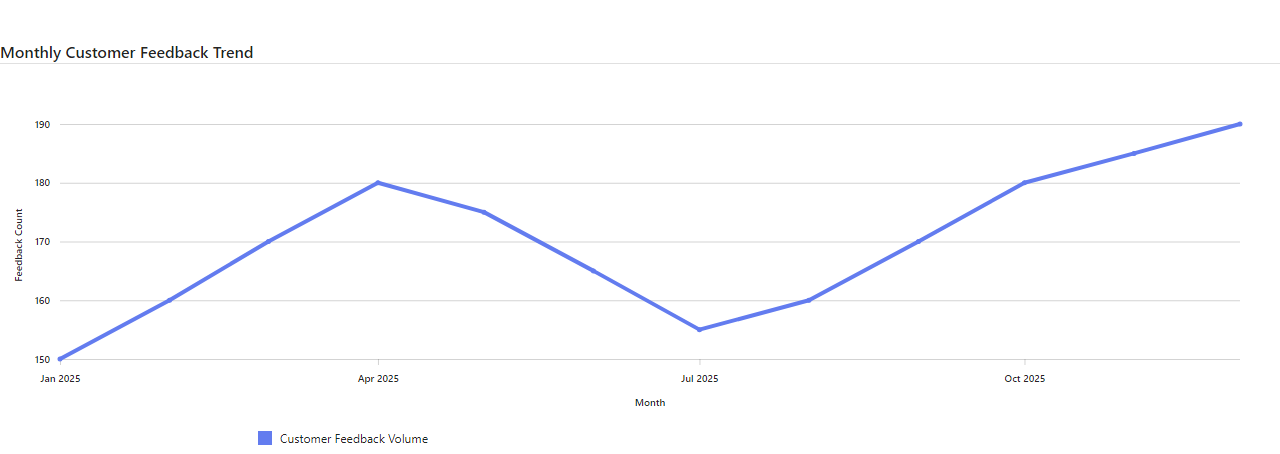 Monthly Customer Feedback Trend
190
180
170
160
150
Feedback Count
Jan 2025
Apr 2025
Jul 2025
Oct 2025
Month
Customer Feedback Volume